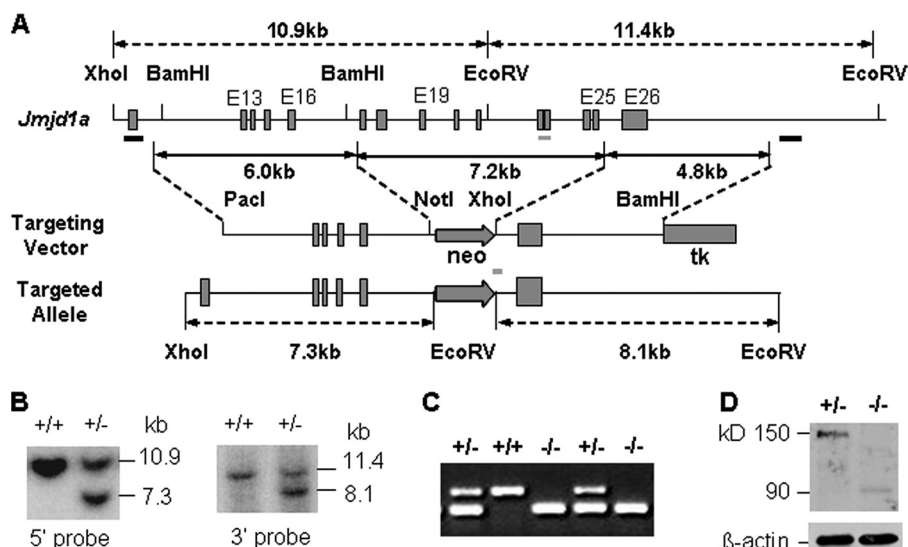 A
10.9kb 11.4kb
XhoI BamHI BamHI EcoRV EcoRV
E13 E16 E19 E25 E26
Jmjd1a
6.0kb 7.2kb 4.8kb
PacI NotI XhoI BamHI
Targeting
Vector
neo tk
Targeted
Allele
XhoI 7.3kb EcoRV 8.1kb EcoRV
B
+/+ +/- kb
10.9
7.3
5' probe
+/+ +/- kb
11.4
8.1
3' probe
C
+/- +/+ -/- +/- -/-
D
+/- -/-
kD 150
90
ß-actin